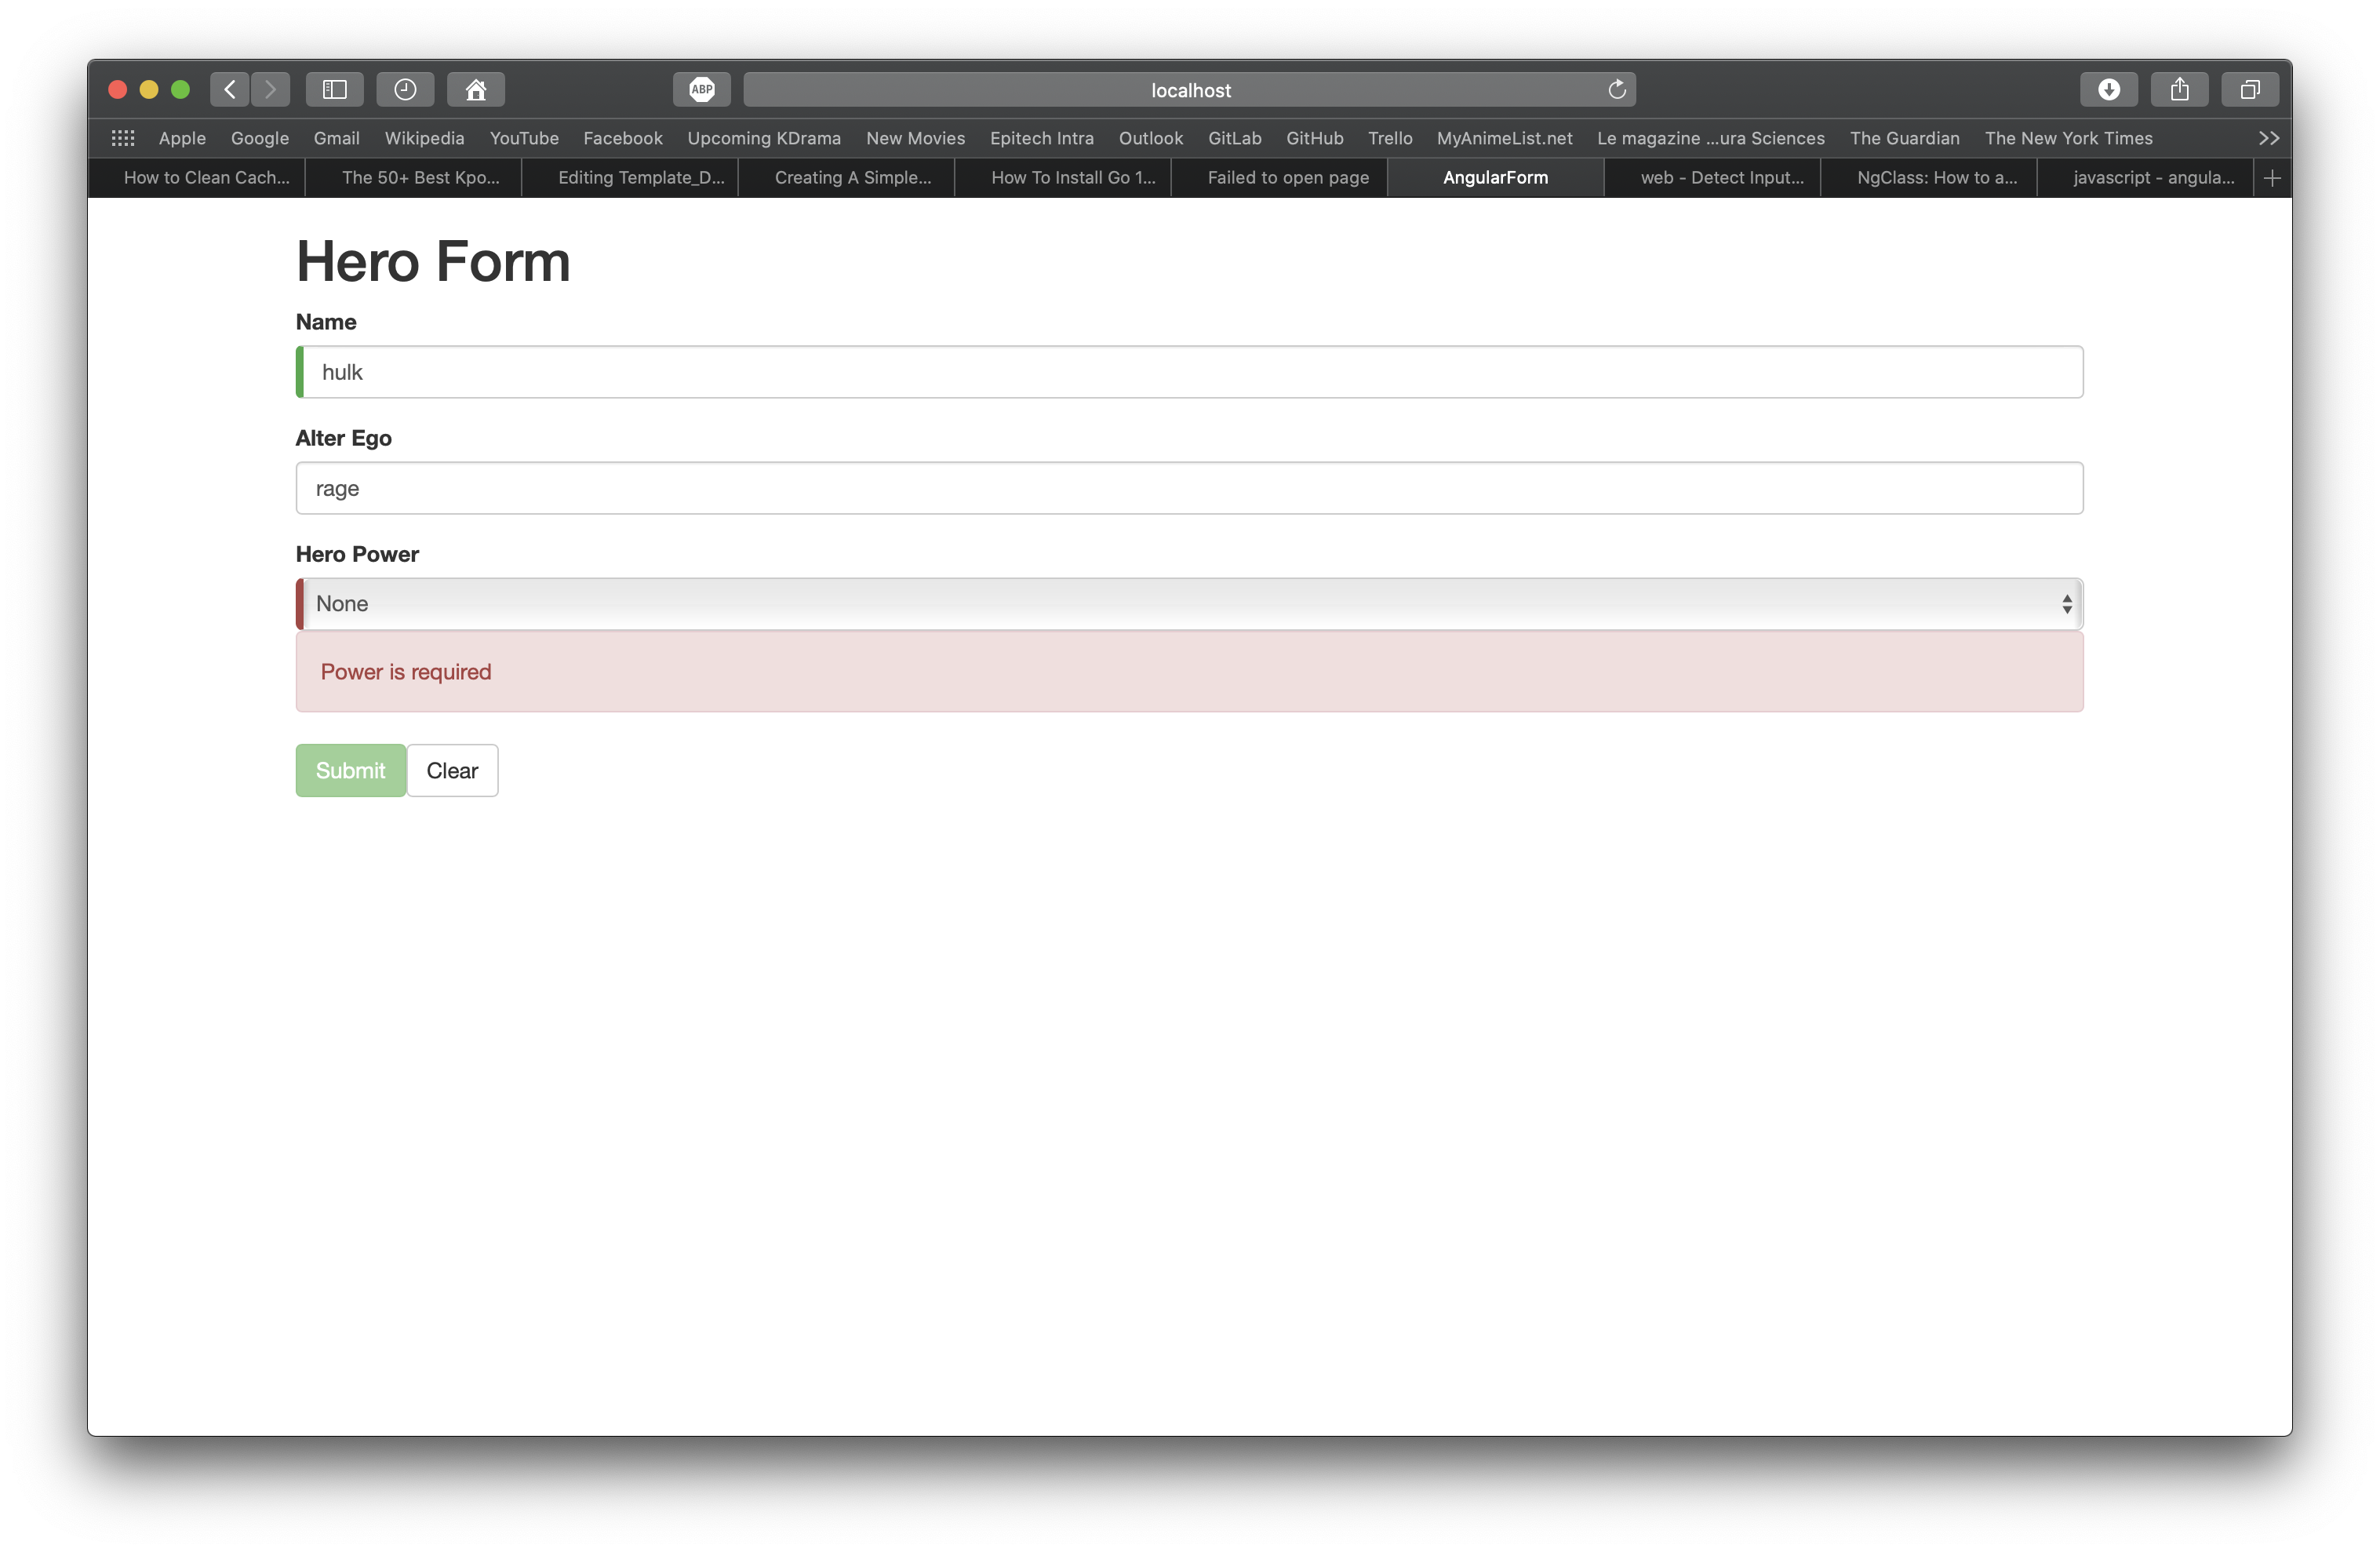 ABP
localhost
Apple Google Gmail Wikipedia YouTube Facebook Upcoming KDrama New Movies Epitech Intra Outlook GitLab GitHub Trello MyAnimeList.net Le magazine ...ura Sciences The Guardian The New York Times
How to Clean Cach... The 50+ Best Kpo... Editing Template_D... Creating A Simple... How To Install Go 1... Failed to open page AngularForm web - Detect Input... NgClass: How to a... javascript - angula...
Hero Form
Name
hulk
Alter Ego
rage
Hero Power
None
Power is required
Submit Clear